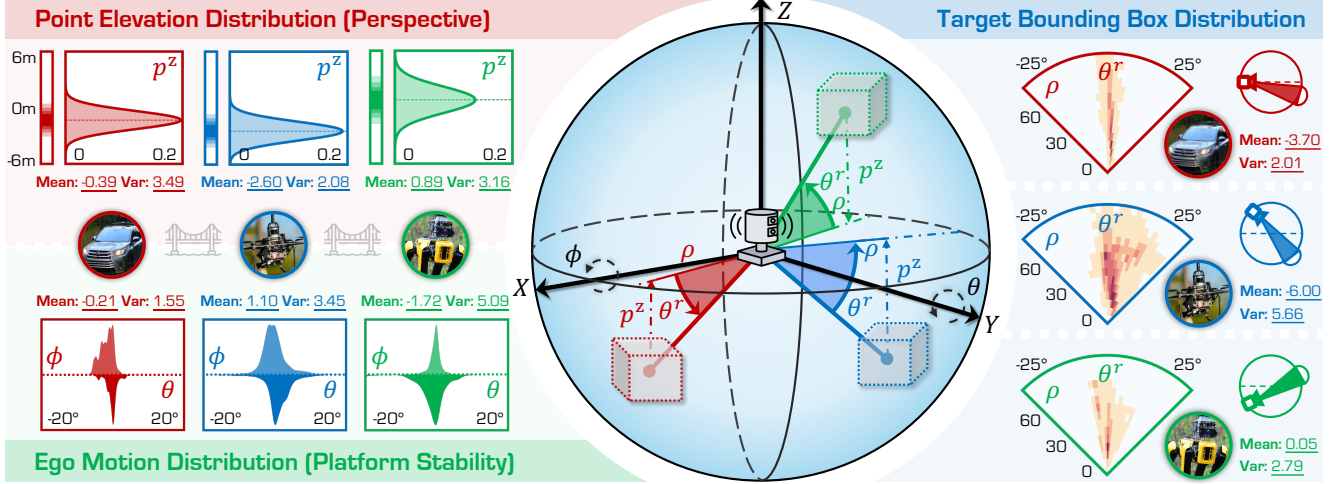 Point Elevation Distribution (Perspective)
6m
0m
-6m
p^z
0 0.2
p^z
0 0.2
p^z
0 0.2
Mean: -0.39 Var: 3.49
Mean: -2.60 Var: 2.08
Mean: 0.89 Var: 3.16
Mean: -0.21 Var: 1.55
Mean: 1.10 Var: 3.45
Mean: -1.72 Var: 5.09
ϕ
θ
-20° 20°
ϕ
θ
-20° 20°
ϕ
θ
-20° 20°
Ego Motion Distribution (Platform Stability)
Z
X
Y
ϕ
θ
ρ
θ^r
p^z
θ^r
ρ
p^z
ρ
θ^r
p^z
Target Bounding Box Distribution
-25° 25°
ρ
θ^r
60
30
0
Mean: -3.70
Var: 2.01
-25° 25°
ρ
θ^r
60
30
0
Mean: -6.00
Var: 5.66
-25° 25°
ρ
θ^r
60
30
0
Mean: 0.05
Var: 2.79